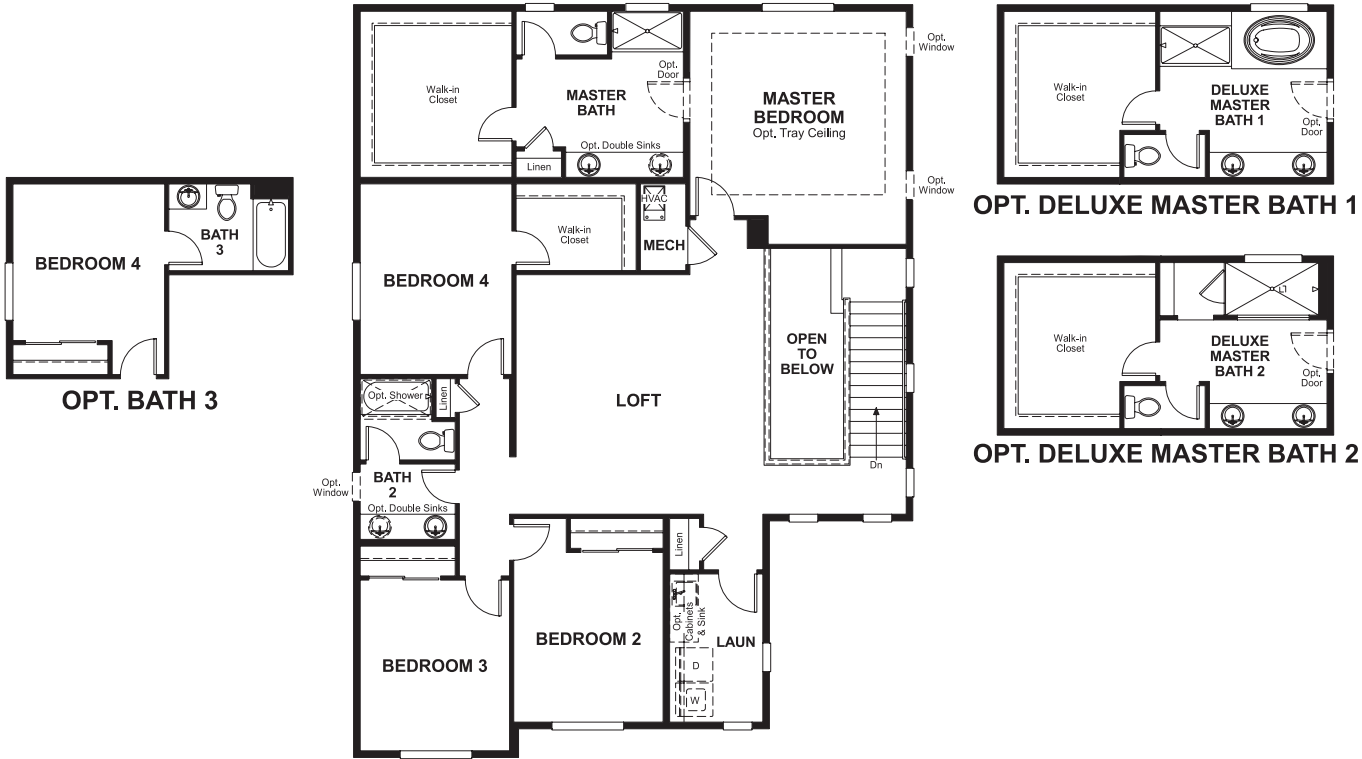 Walk-in
Closet
MASTER
BATH
Opt.
Door
Opt. Double Sinks
Linen
MASTER
BEDROOM
Opt. Tray Ceiling
Opt.
Window
Opt.
Window
BEDROOM 4
Walk-in
Closet
HVAC
MECH
OPEN
TO
BELOW
Dn
LOFT
Opt. Shower
Linen
Opt.
Window
BATH
2
Opt. Double Sinks
BEDROOM 3
BEDROOM 2
Linen
Opt.
Cabinets
& Sink
LAUN
D
W
BEDROOM 4
BATH
3
OPT. BATH 3
Walk-in
Closet
DELUXE
MASTER
BATH 1
Opt.
Door
OPT. DELUXE MASTER BATH 1
Walk-in
Closet
DELUXE
MASTER
BATH 2
Opt.
Door
OPT. DELUXE MASTER BATH 2